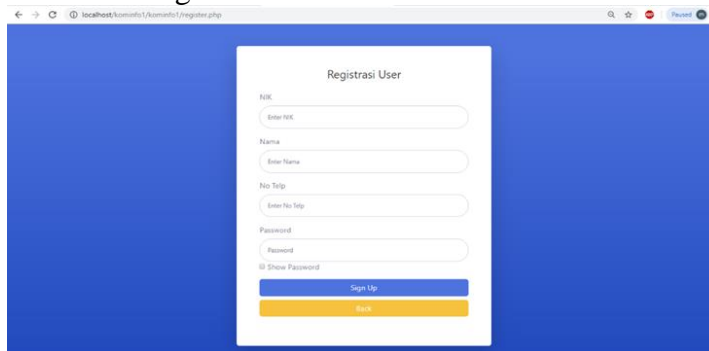 localhost/kominfo1/kominfo1/register.php
Paused
Registrasi User
NIK
Enter NIK
Nama
Enter Nama
No Telp
Enter No Telp
Password
Password
Show Password
Sign Up
Back